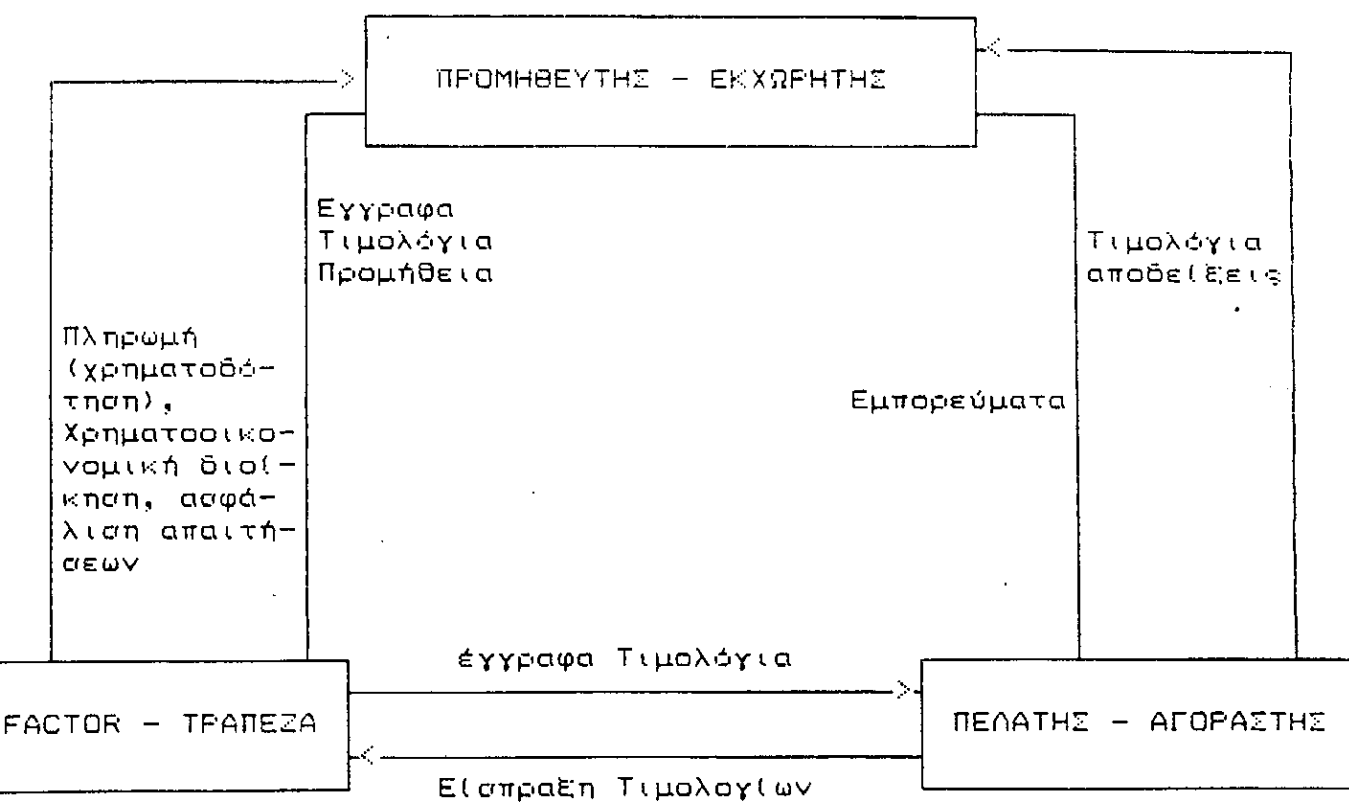 ΠΡΟΜΗΘΕΥΤΗΣ - ΕΚΧΩΡΗΤΗΣ
Εγγραφα
Τιμολόγια
Προμήθεια
Τιμολόγια
αποδείξεις
Πληρωμή
(χρηματοδό-
τηση),
Χρηματοοικο-
νομική διοί-
κηση, ασφά-
λιση απαιτή-
σεων
Εμπορεύματα
έγγραφα Τιμολόγια
FACTOR - ΤΡΑΠΕΖΑ
ΠΕΛΑΤΗΣ - ΑΓΟΡΑΣΤΗΣ
Είσπραξη Τιμολογίων